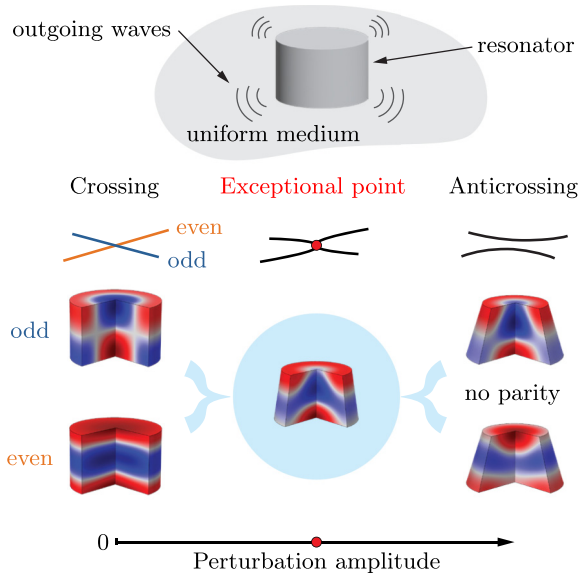 outgoing waves
resonator
uniform medium
Crossing
Exceptional point
Anticrossing
even
odd
odd
no parity
even
0
Perturbation amplitude